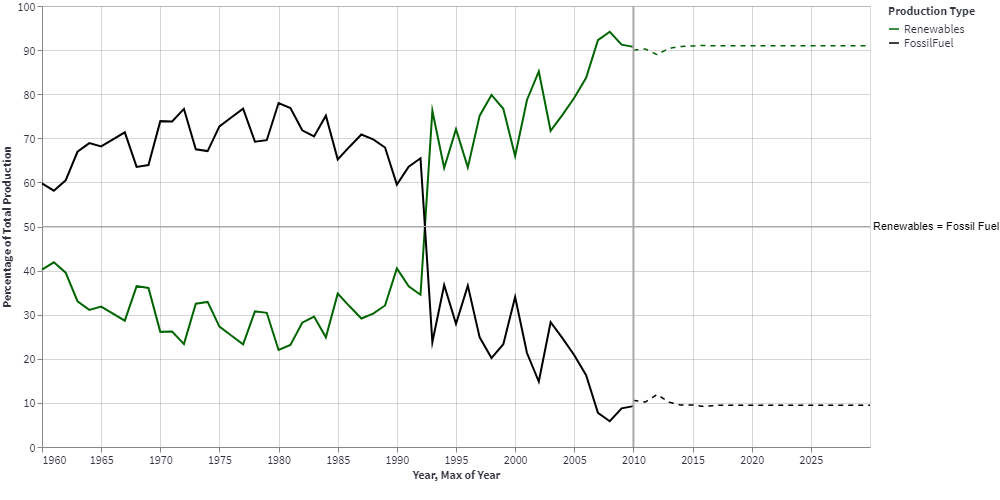 Production Type
Renewables
FossilFuel
Percentage of Total Production
100
90
80
70
60
50
40
30
20
10
0
Renewables = Fossil Fuel
1960 1965 1970 1975 1980 1985 1990 1995 2000 2005 2010 2015 2020 2025
Year, Max of Year